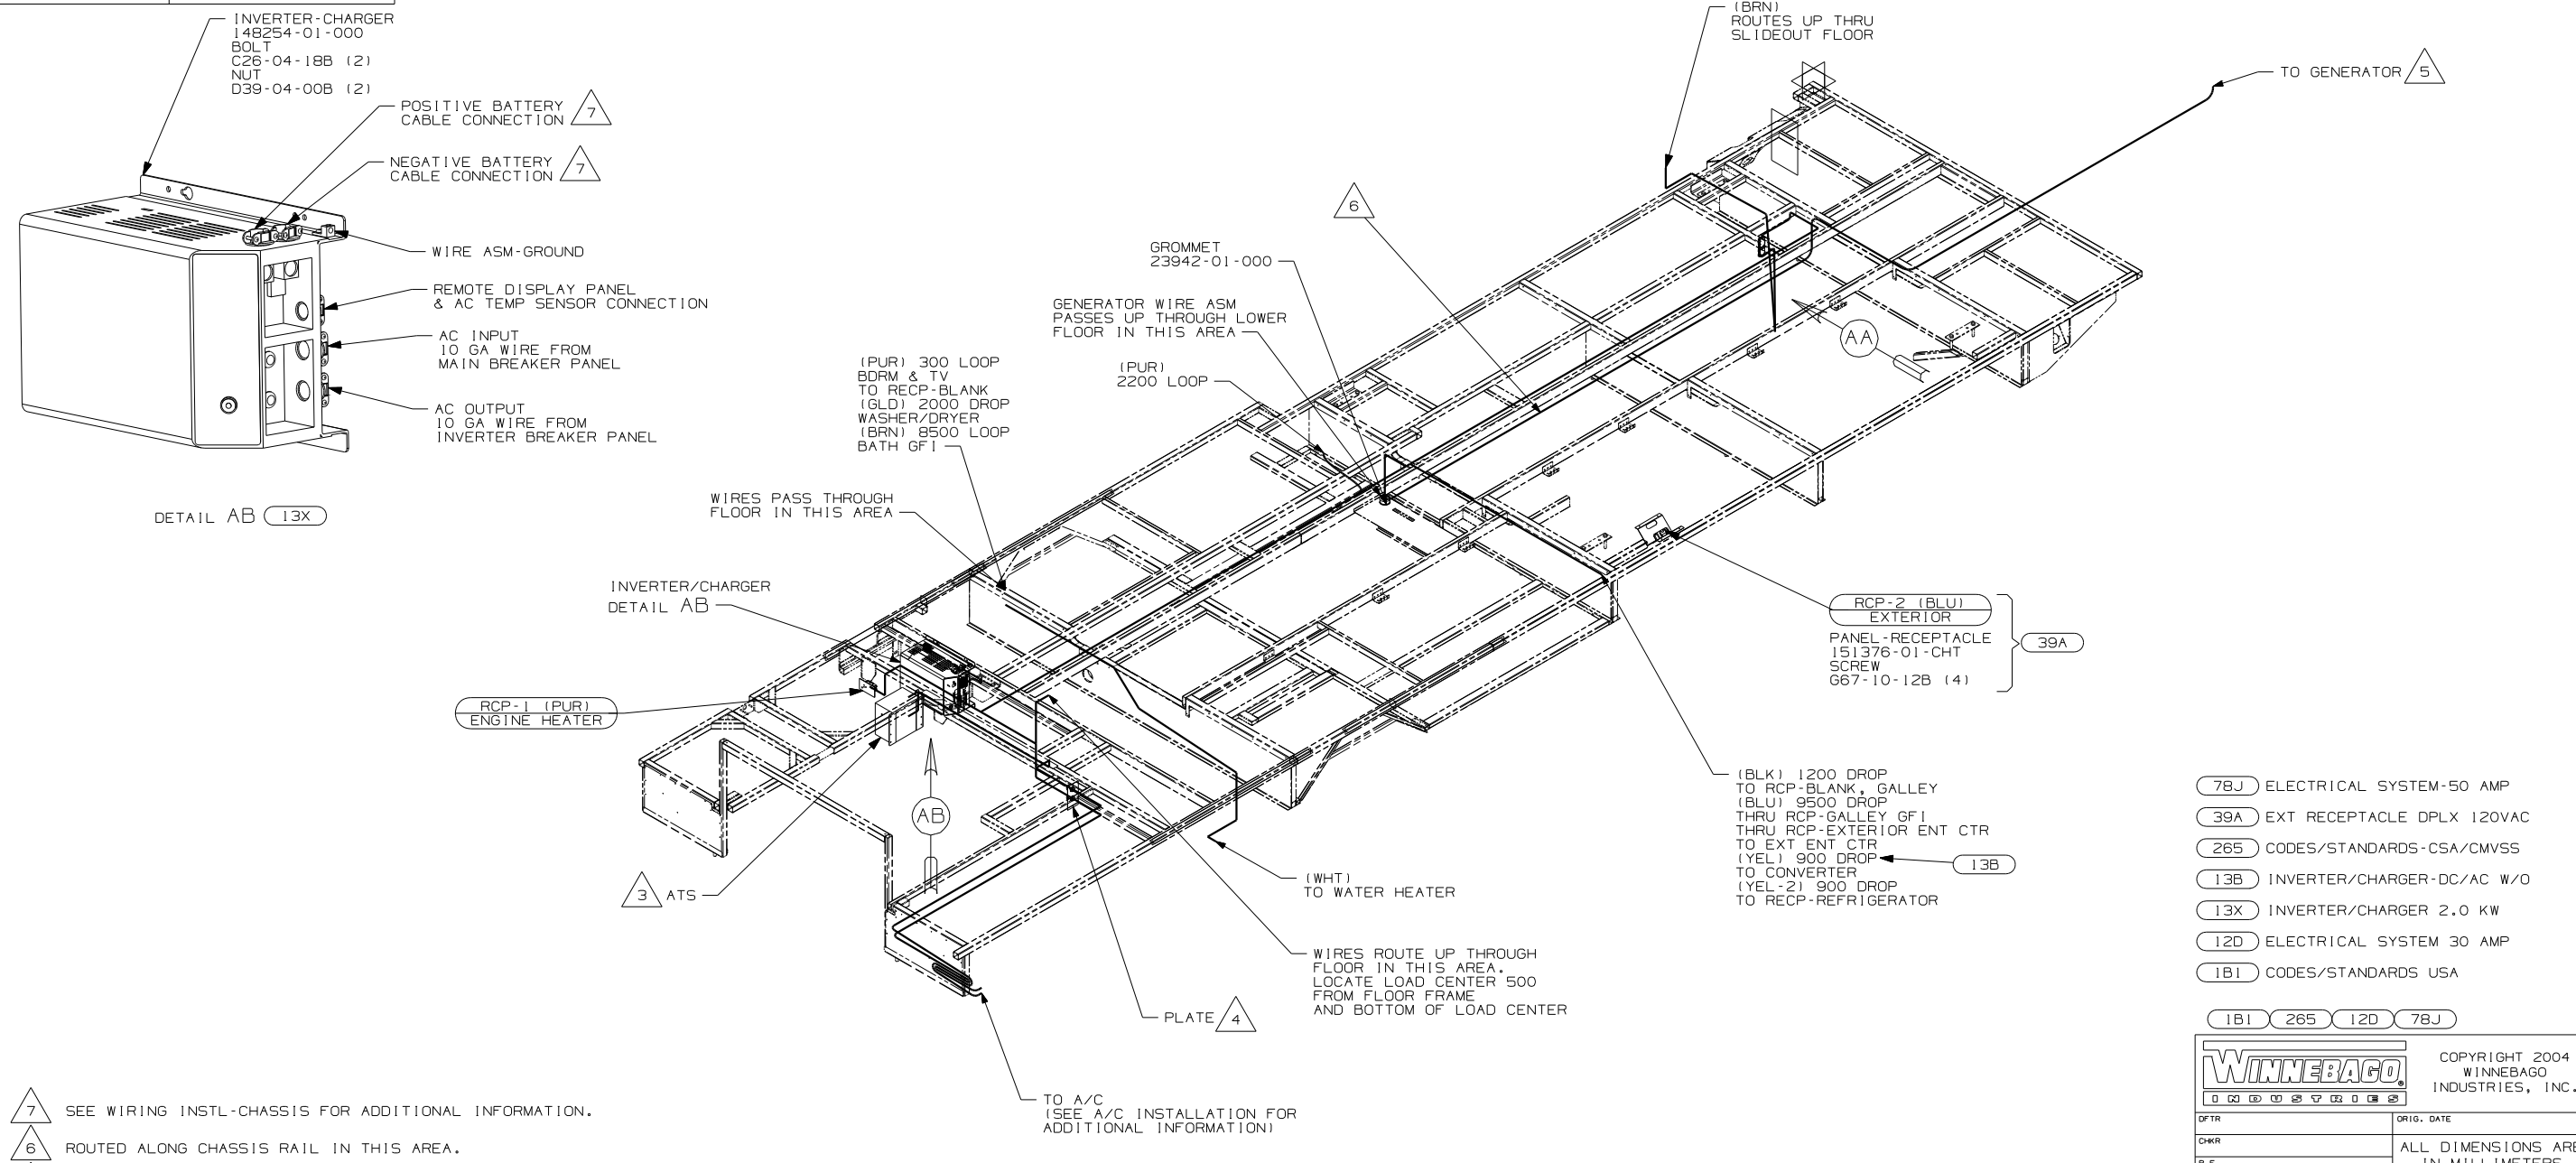 INVERTER-CHARGER
148254-01-000
BOLT
C26-04-18B (2)
NUT
D39-04-00B (2)
POSITIVE BATTERY
CABLE CONNECTION 7
NEGATIVE BATTERY
CABLE CONNECTION 7
WIRE ASM-GROUND
REMOTE DISPLAY PANEL
& AC TEMP SENSOR CONNECTION
AC INPUT
10 GA WIRE FROM
MAIN BREAKER PANEL
AC OUTPUT
10 GA WIRE FROM
INVERTER BREAKER PANEL
DETAIL AB 13X
(BRN)
ROUTES UP THRU
SLIDEOUT FLOOR
TO GENERATOR 5
6
GROMMET
23942-01-000
GENERATOR WIRE ASM
PASSES UP THROUGH LOWER
FLOOR IN THIS AREA
(PUR)
2200 LOOP
(PUR) 300 LOOP
BDRM & TV
TO RECP-BLANK
(GLD) 2000 DROP
WASHER/DRYER
(BRN) 8500 LOOP
BATH GFI
WIRES PASS THROUGH
FLOOR IN THIS AREA
INVERTER/CHARGER
DETAIL AB
RCP-1 (PUR)
ENGINE HEATER
3 ATS
AB
AA
RCP-2 (BLU)
EXTERIOR
PANEL-RECEPTACLE
151376-01-CHT
SCREW
G67-10-12B (4)
39A
(BLK) 1200 DROP
TO RCP-BLANK, GALLEY
(BLU) 9500 DROP
THRU RCP-GALLEY GFI
THRU RCP-EXTERIOR ENT CTR
TO EXT ENT CTR
(YEL) 900 DROP 13B
TO CONVERTER
(YEL-2) 900 DROP
TO RECP-REFRIGERATOR
(WHT)
TO WATER HEATER
WIRES ROUTE UP THROUGH
FLOOR IN THIS AREA.
LOCATE LOAD CENTER 500
FROM FLOOR FRAME
AND BOTTOM OF LOAD CENTER
PLATE 4
TO A/C
(SEE A/C INSTALLATION FOR
ADDITIONAL INFORMATION)
78J ELECTRICAL SYSTEM-50 AMP
39A EXT RECEPTACLE DPLX 120VAC
265 CODES/STANDARDS-CSA/CMVSS
13B INVERTER/CHARGER-DC/AC W/O
13X INVERTER/CHARGER 2.0 KW
12D ELECTRICAL SYSTEM 30 AMP
1B1 CODES/STANDARDS USA
1B1 265 12D 78J
WINNEBAGO
INDUSTRIES
COPYRIGHT 2004
WINNEBAGO
INDUSTRIES, INC.
DFTR
ORIG. DATE
CHKR
ALL DIMENSIONS ARE
IN MILLIMETERS
7 SEE WIRING INSTL-CHASSIS FOR ADDITIONAL INFORMATION.
6 ROUTED ALONG CHASSIS RAIL IN THIS AREA.